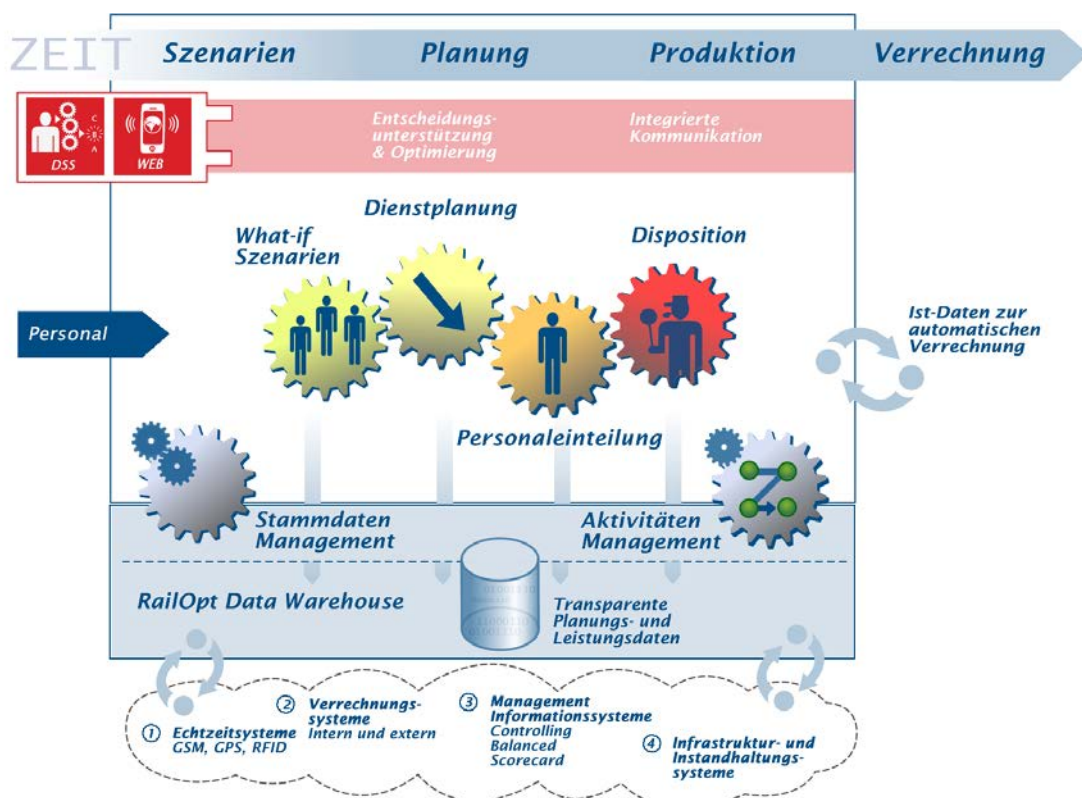 ZEIT
Szenarien
Planung
Produktion
Verrechnung
C
B
A
DSS
WEB
Entscheidungs-
unterstützung
& Optimierung
Integrierte
Kommunikation
Dienstplanung
What-if
Szenarien
Disposition
Personal
Ist-Daten zur
automatischen
Verrechnung
Personaleinteilung
Stammdaten
Management
Aktivitäten
Management
RailOpt Data Warehouse
Transparente
Planungs- und
Leistungsdaten
1 Echtzeitsysteme
GSM, GPS, RFID
2 Verrechnungs-
systeme
Intern und extern
3 Management
Informationssysteme
Controlling
Balanced
Scorecard
4 Infrastruktur- und
Instandhaltungs-
systeme